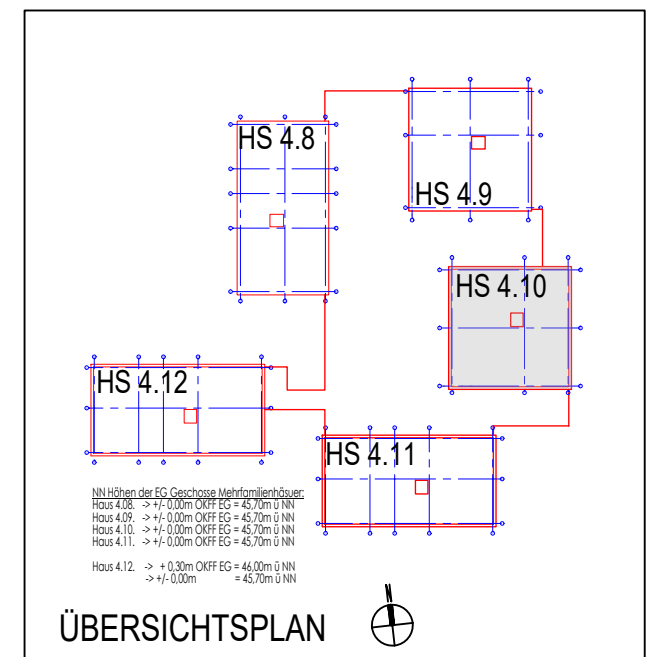 HS 4.8
HS 4.9
HS 4.10
HS 4.12
HS 4.11
NN Höhen der EG Geschosse Mehrfamilienhäsuer:
Haus 4.08. -> +/- 0,00m OKFF EG = 45,70m ü NN
Haus 4.09. -> +/- 0,00m OKFF EG = 45,70m ü NN
Haus 4.10. -> +/- 0,00m OKFF EG = 45,70m ü NN
Haus 4.11. -> +/- 0,00m OKFF EG = 45,70m ü NN
Haus 4.12. -> + 0,30m OKFF EG = 46,00m ü NN
-> +/- 0,00m = 45,70m ü NN
N
ÜBERSICHTSPLAN